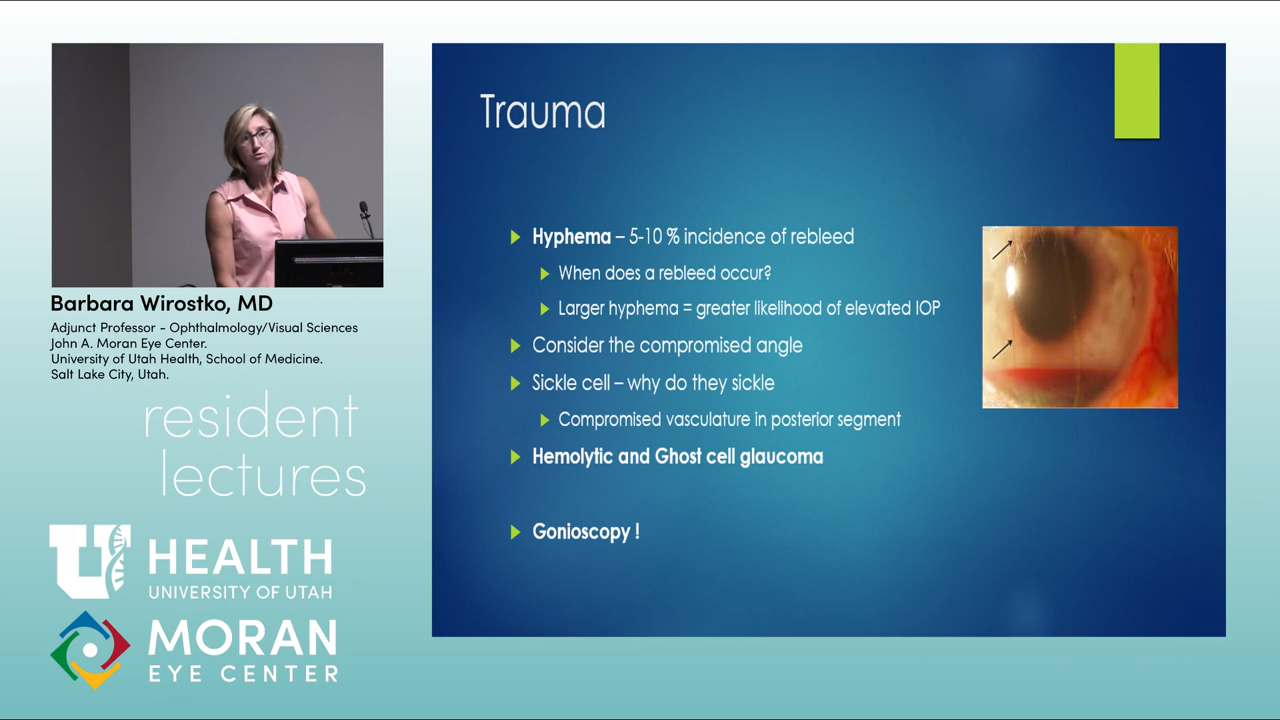 Barbara Wirostko, MD
Adjunct Professor - Ophthalmology/Visual Sciences
John A. Moran Eye Center.
University of Utah Health, School of Medicine.
Salt Lake City, Utah.
resident
lectures
U HEALTH
UNIVERSITY OF UTAH
MORAN
EYE CENTER
Trauma
Hyphema – 5-10 % incidence of rebleed
When does a rebleed occur?
Larger hyphema = greater likelihood of elevated IOP
Consider the compromised angle
Sickle cell – why do they sickle
Compromised vasculature in posterior segment
Hemolytic and Ghost cell glaucoma
Gonioscopy !